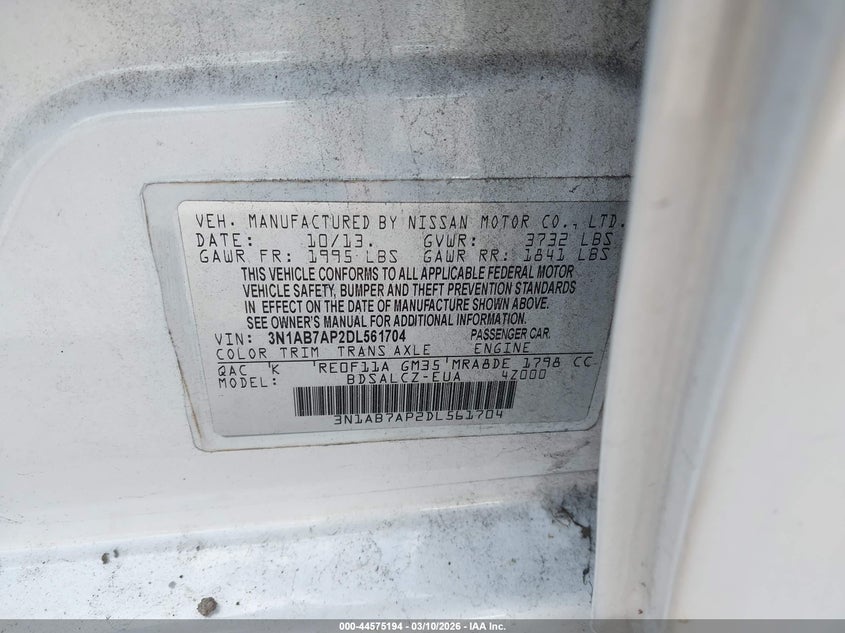 VEH. MANUFACTURED BY NISSAN MOTOR CO., LTD.
DATE: 10/13. GVWR: 3732 LBS
GAWR FR: 1995 LBS GAWR RR: 1841 LBS
THIS VEHICLE CONFORMS TO ALL APPLICABLE FEDERAL MOTOR
VEHICLE SAFETY, BUMPER AND THEFT PREVENTION STANDARDS
IN EFFECT ON THE DATE OF MANUFACTURE SHOWN ABOVE.
SEE OWNER'S MANUAL FOR ADDITIONAL INFORMATION.
VIN: 3N1AB7AP2DL561704 PASSENGER CAR.
COLOR TRIM TRANS AXLE ENGINE
QAC 'K 'RE0F11A GM35'MRA8DE 1798 CC
MODEL: BDSALCZ-EUA 4Z000
3N1AB7AP2DL561704
000-44575194 - 03/10/2026 - IAA Inc.